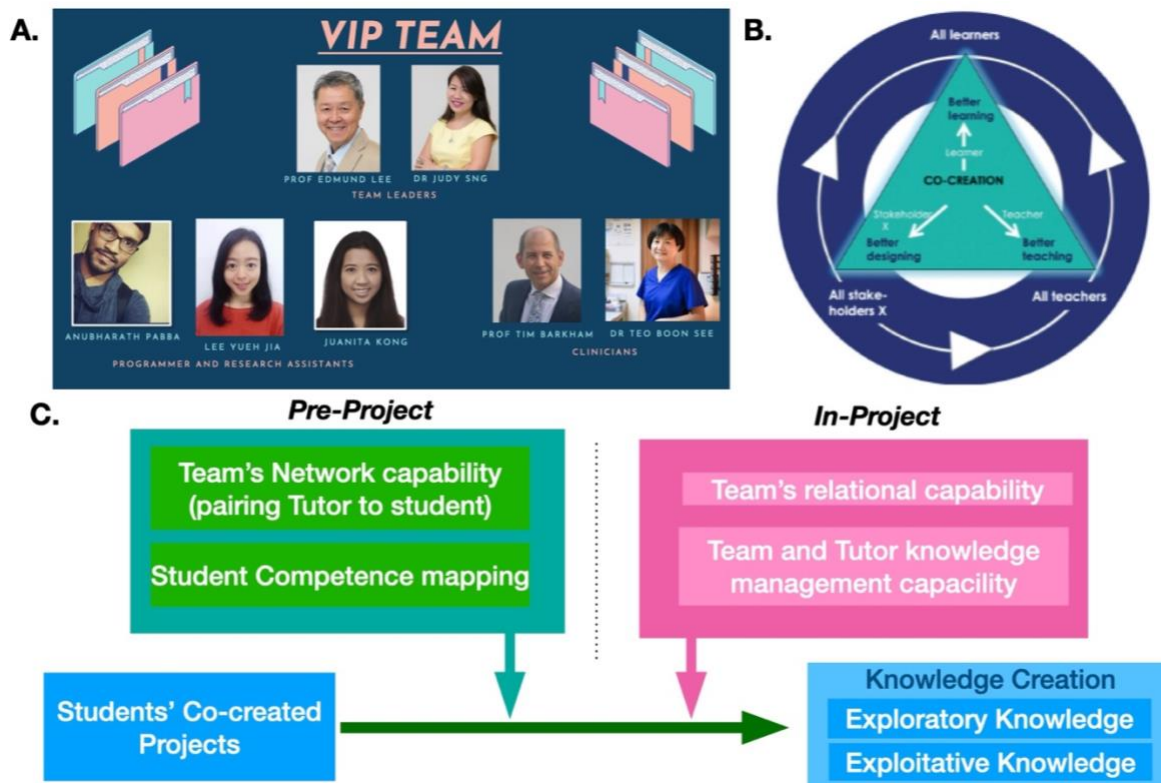 A.
VIP TEAM
PROF EDMUND LEE
DR JUDY SNG
TEAM LEADERS
ANUBHARATH PABBA
LEE YUEH JIA
JUANITA KONG
PROF TIM BARKHAM
DR TEO BOON SEE
PROGRAMMER AND RESEARCH ASSISTANTS
CLINICIANS
B.
All learners
Better
learning
Learner
CO-CREATION
Stakeholder
X
Teacher
Better
designing
Better
teaching
All stake-
holders X
All teachers
C.
Pre-Project
In-Project
Team's Network capability
(pairing Tutor to student)
Student Competence mapping
Team's relational capability
Team and Tutor knowledge
management capacility
Students' Co-created
Projects
Knowledge Creation
Exploratory Knowledge
Exploitative Knowledge